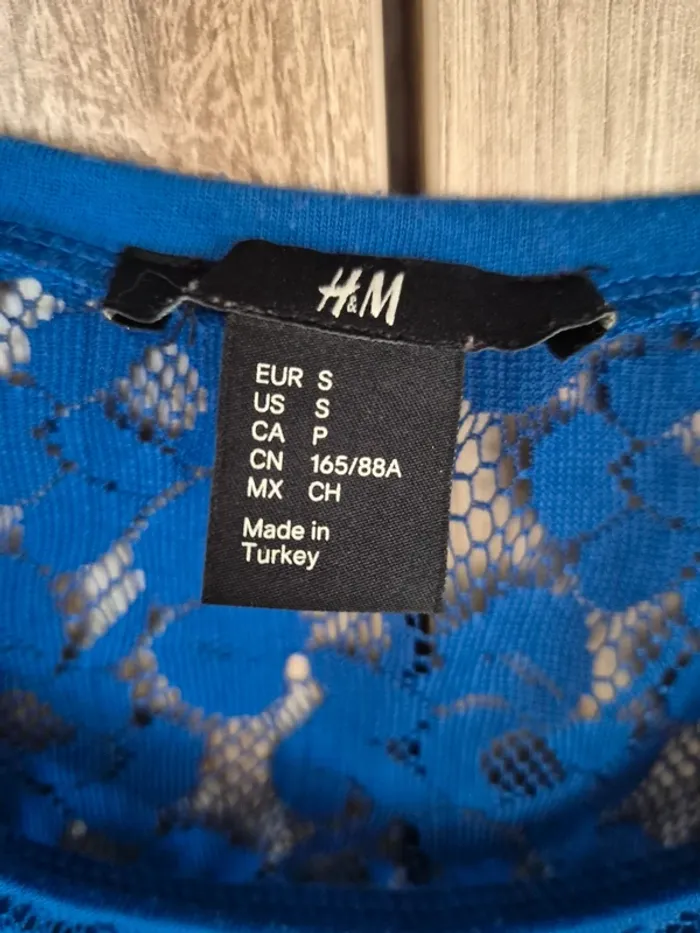 H&M
EUR S
US S
CA P
CN 165/88A
MX CH
Made in
Turkey